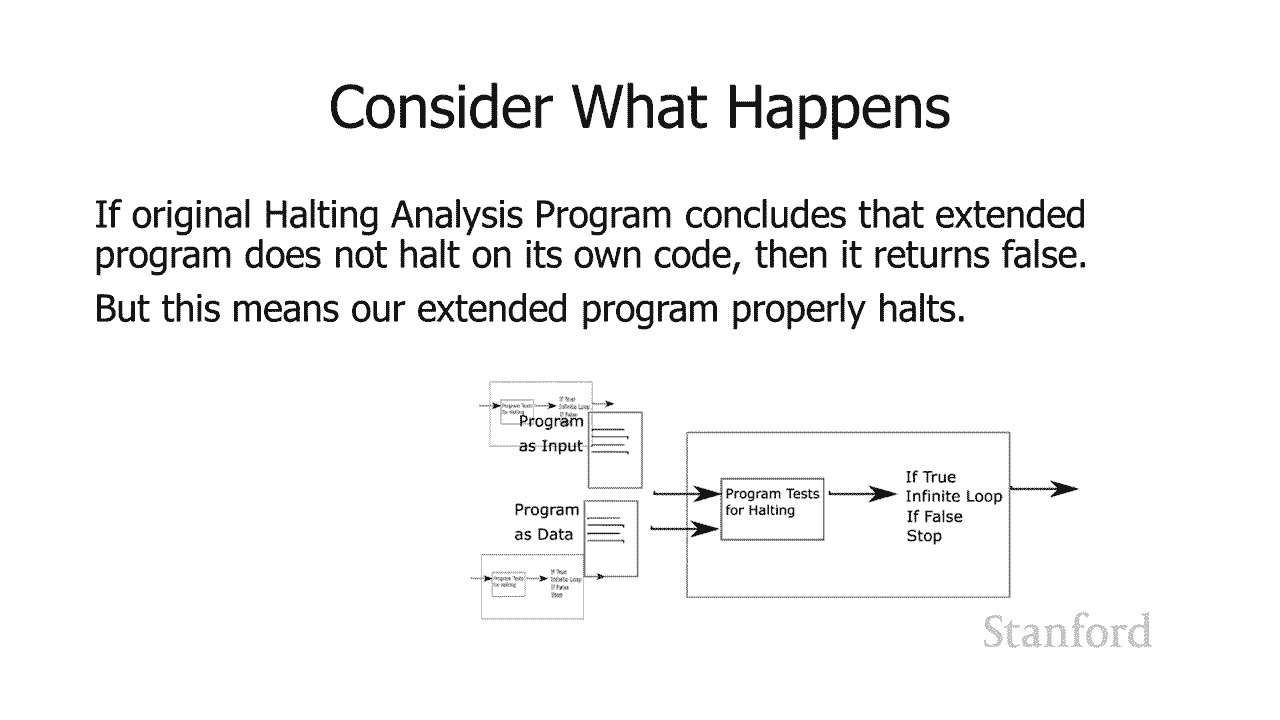 Consider What Happens
If original Halting Analysis Program concludes that extended
program does not halt on its own code, then it returns false.
But this means our extended program properly halts.
Program Tests
for Halting
If True
Infinite Loop
If False
Program
as Input
Program
as Data
Program Tests
for Halting
If True
Infinite Loop
If False
Stop
Program Tests
for Halting
If True
Infinite Loop
If False
Stop
Stanford